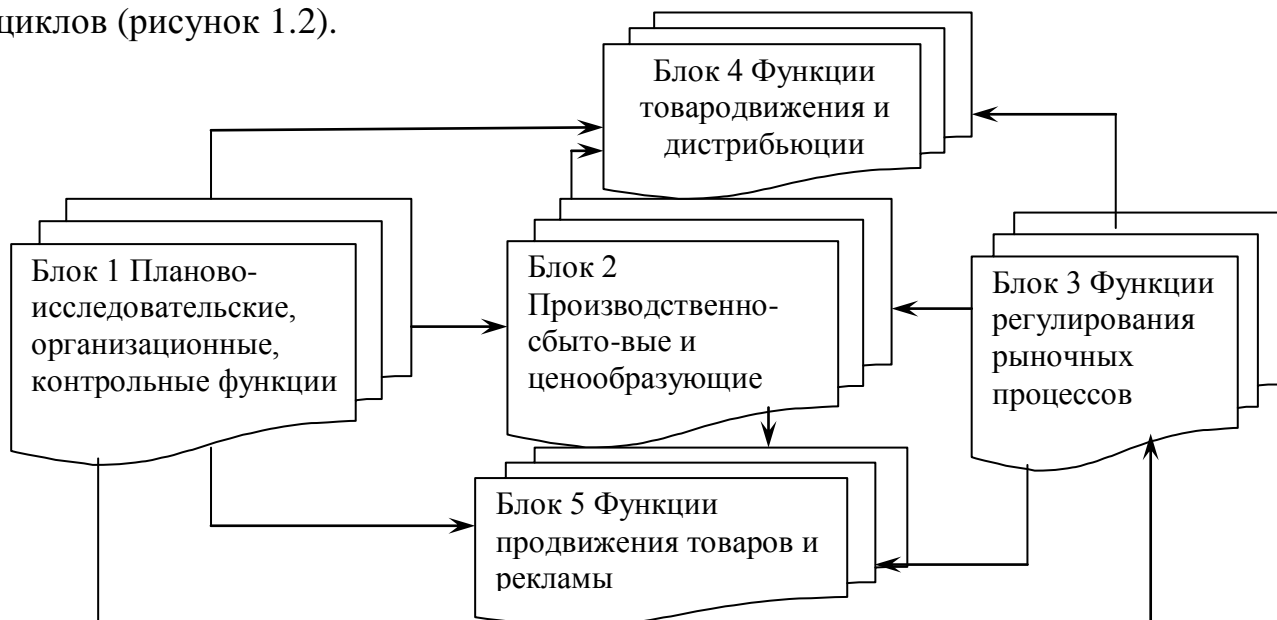 циклов (рисунок 1.2).
Блок 4 Функции
товародвижения и
дистрибьюции
Блок 1 Планово-
исследовательские,
организационные,
контрольные функции
Блок 2
Производственно-
сбыто-вые и
ценообразующие
Блок 3 Функции
регулирования
рыночных
процессов
Блок 5 Функции
продвижения товаров и
рекламы